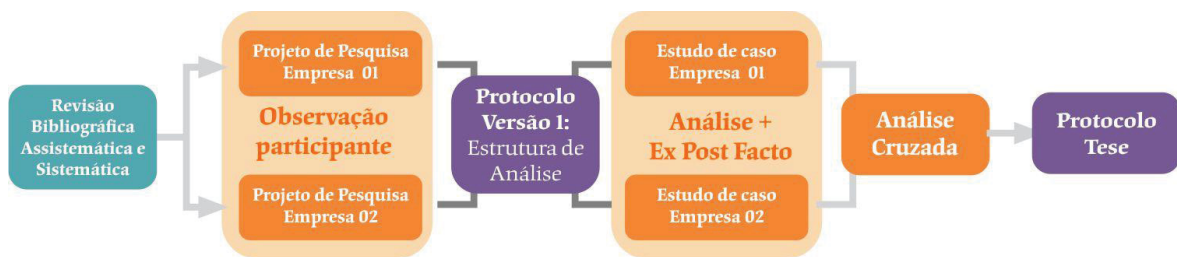 Revisão
Bibliográfica
Assistemática e
Sistemática
Projeto de Pesquisa
Empresa 01
Observação
participante
Projeto de Pesquisa
Empresa 02
Protocolo
Versão 1:
Estrutura de
Análise
Estudo de caso
Empresa 01
Análise +
Ex Post Facto
Estudo de caso
Empresa 02
Análise
Cruzada
Protocolo
Tese